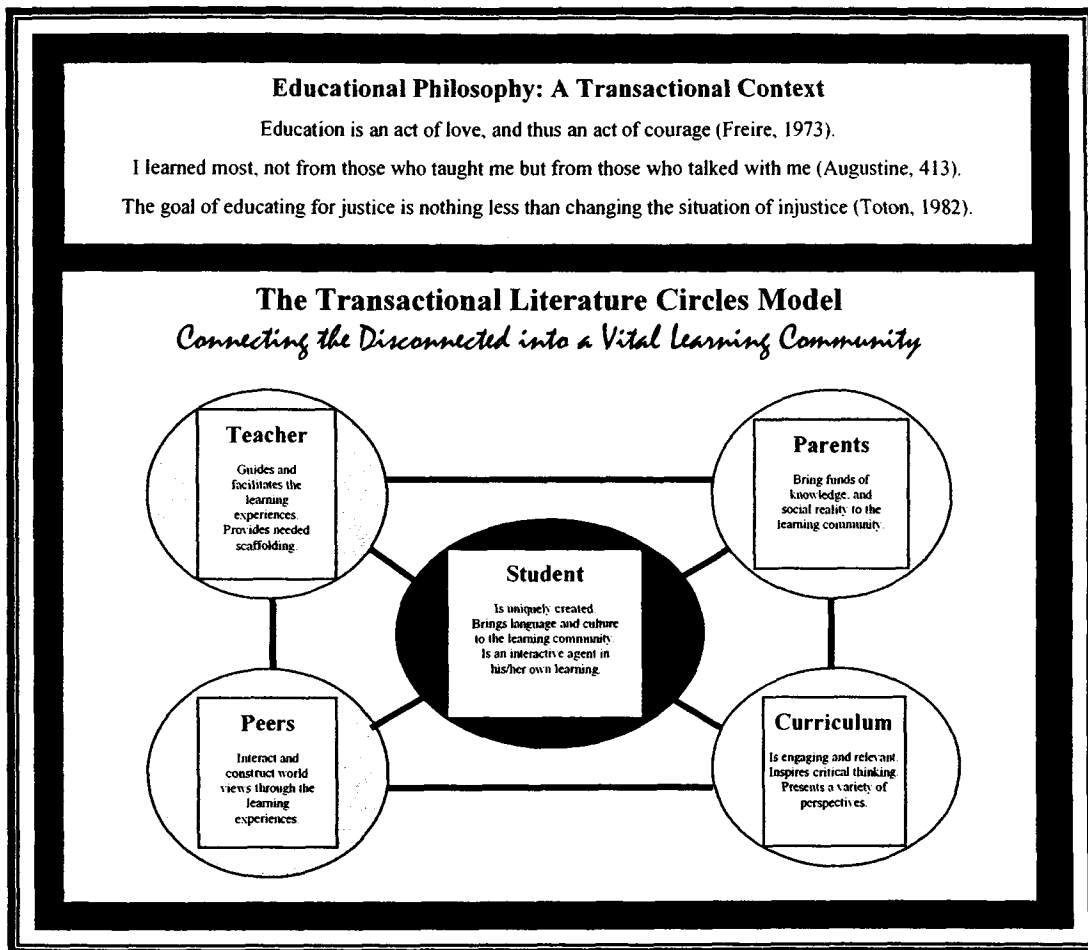 Educational Philosophy: A Transactional Context
Education is an act of love, and thus an act of courage (Freire, 1973).
I learned most, not from those who taught me but from those who talked with me (Augustine, 413).
The goal of educating for justice is nothing less than changing the situation of injustice (Toton, 1982).
The Transactional Literature Circles Model
Connecting the Disconnected into a Vital Learning Community
Teacher
Guides and
facilitates the
learning
experiences.
Provides needed
scaffolding.
Parents
Bring funds of
knowledge, and
social reality to the
learning community.
Student
Is uniquely created.
Brings language and culture
to the learning community.
Is an interactive agent in
his/her own learning.
Peers
Interact and
construct world
views through the
learning
experiences.
Curriculum
Is engaging and relevant.
Inspires critical thinking.
Presents a variety of
perspectives.